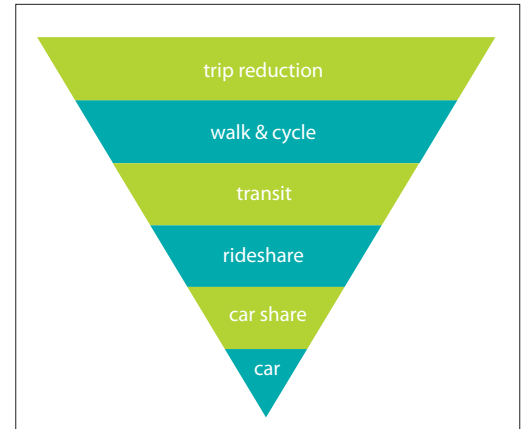 trip reduction
walk & cycle
transit
rideshare
car share
car